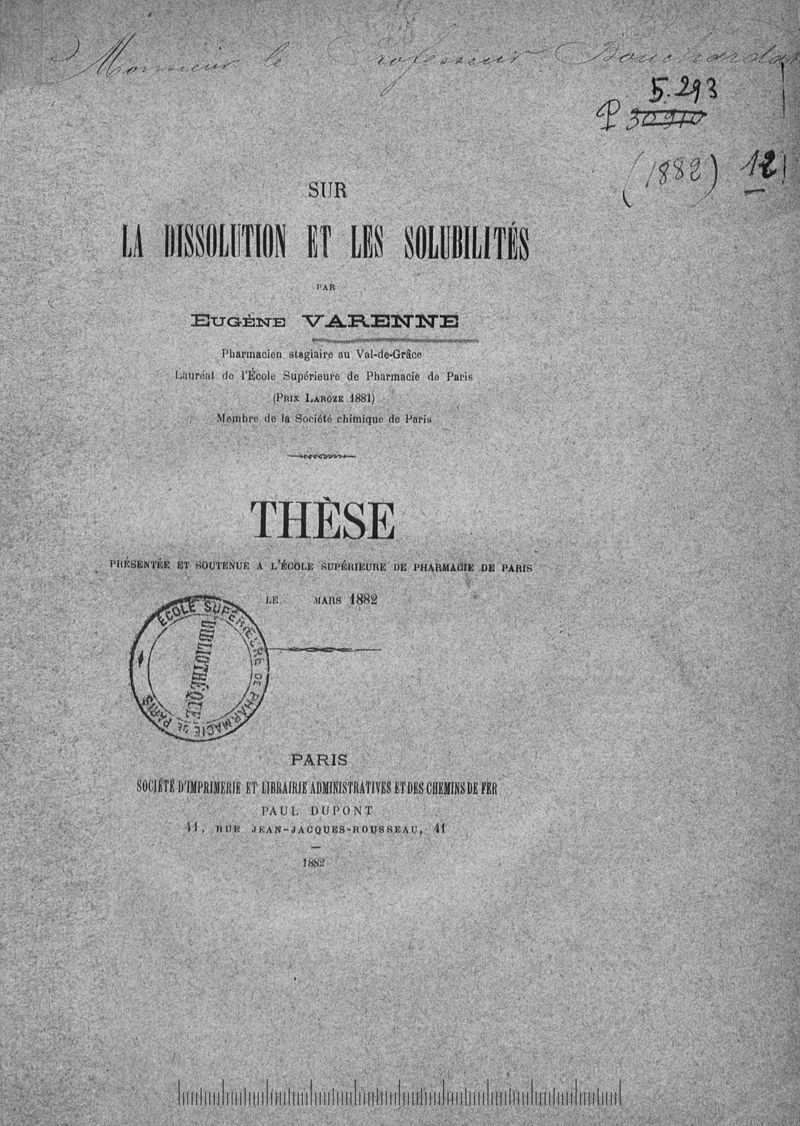 Monsieur le Professeur Bouchardat
5.293
P 30910
(1882) 12
SUR
LA DISSOLUTION ET LES SOLUBILITÉS
PAR
EUGÈNE VARENNE
Pharmacien stagiaire au Val-de-Grâce
Lauréat de l'École Supérieure de Pharmacie de Paris
(PRIX LAROZE 1881)
Membre de la Société chimique de Paris
THÈSE
PRÉSENTÉE ET SOUTENUE A L'ÉCOLE SUPÉRIEURE DE PHARMACIE DE PARIS
LE MARS 1882
ÉCOLE SUPÉRIEURE DE PHARMACIE DE PARIS
BIBLIOTHÈQUE
PARIS
SOCIÉTÉ D'IMPRIMERIE ET LIBRAIRIE ADMINISTRATIVES ET DES CHEMINS DE FER
PAUL DUPONT
41, RUE JEAN-JACQUES-ROUSSEAU, 41
1882